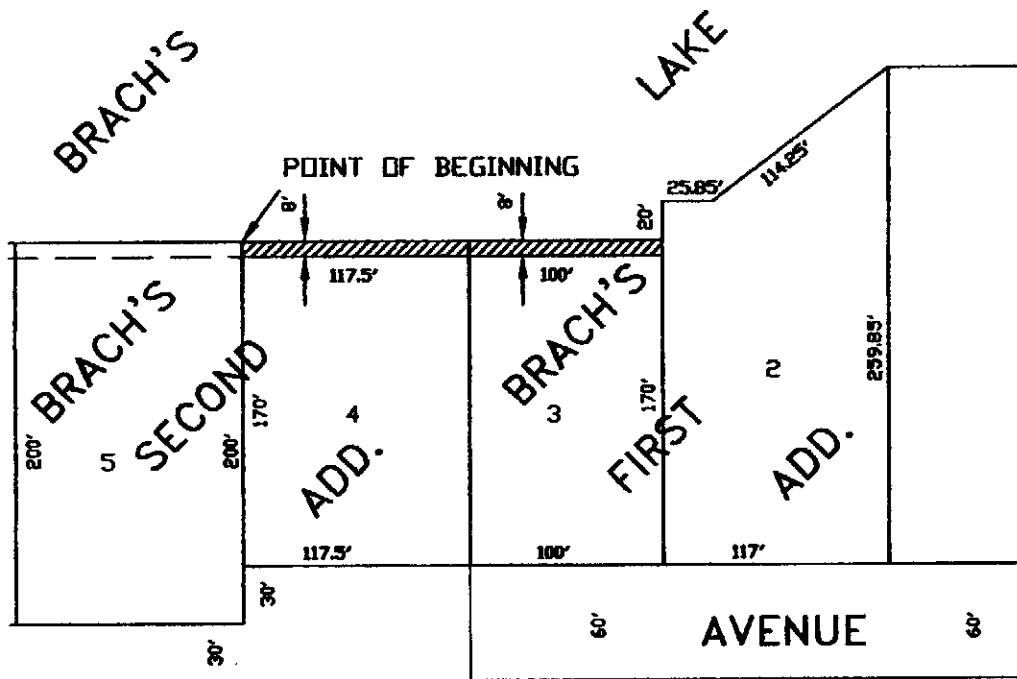 BRACH'S
LAKE
POINT OF BEGINNING
8'
8'
20'
25.85'
114.25'
117.5'
100'
BRACH'S
SECOND
ADD.
BRACH'S
FIRST
ADD.
200'
5
200'
170'
4
3
170'
2
259.85'
117.5'
100'
117'
30'
30'
60'
AVENUE
60'